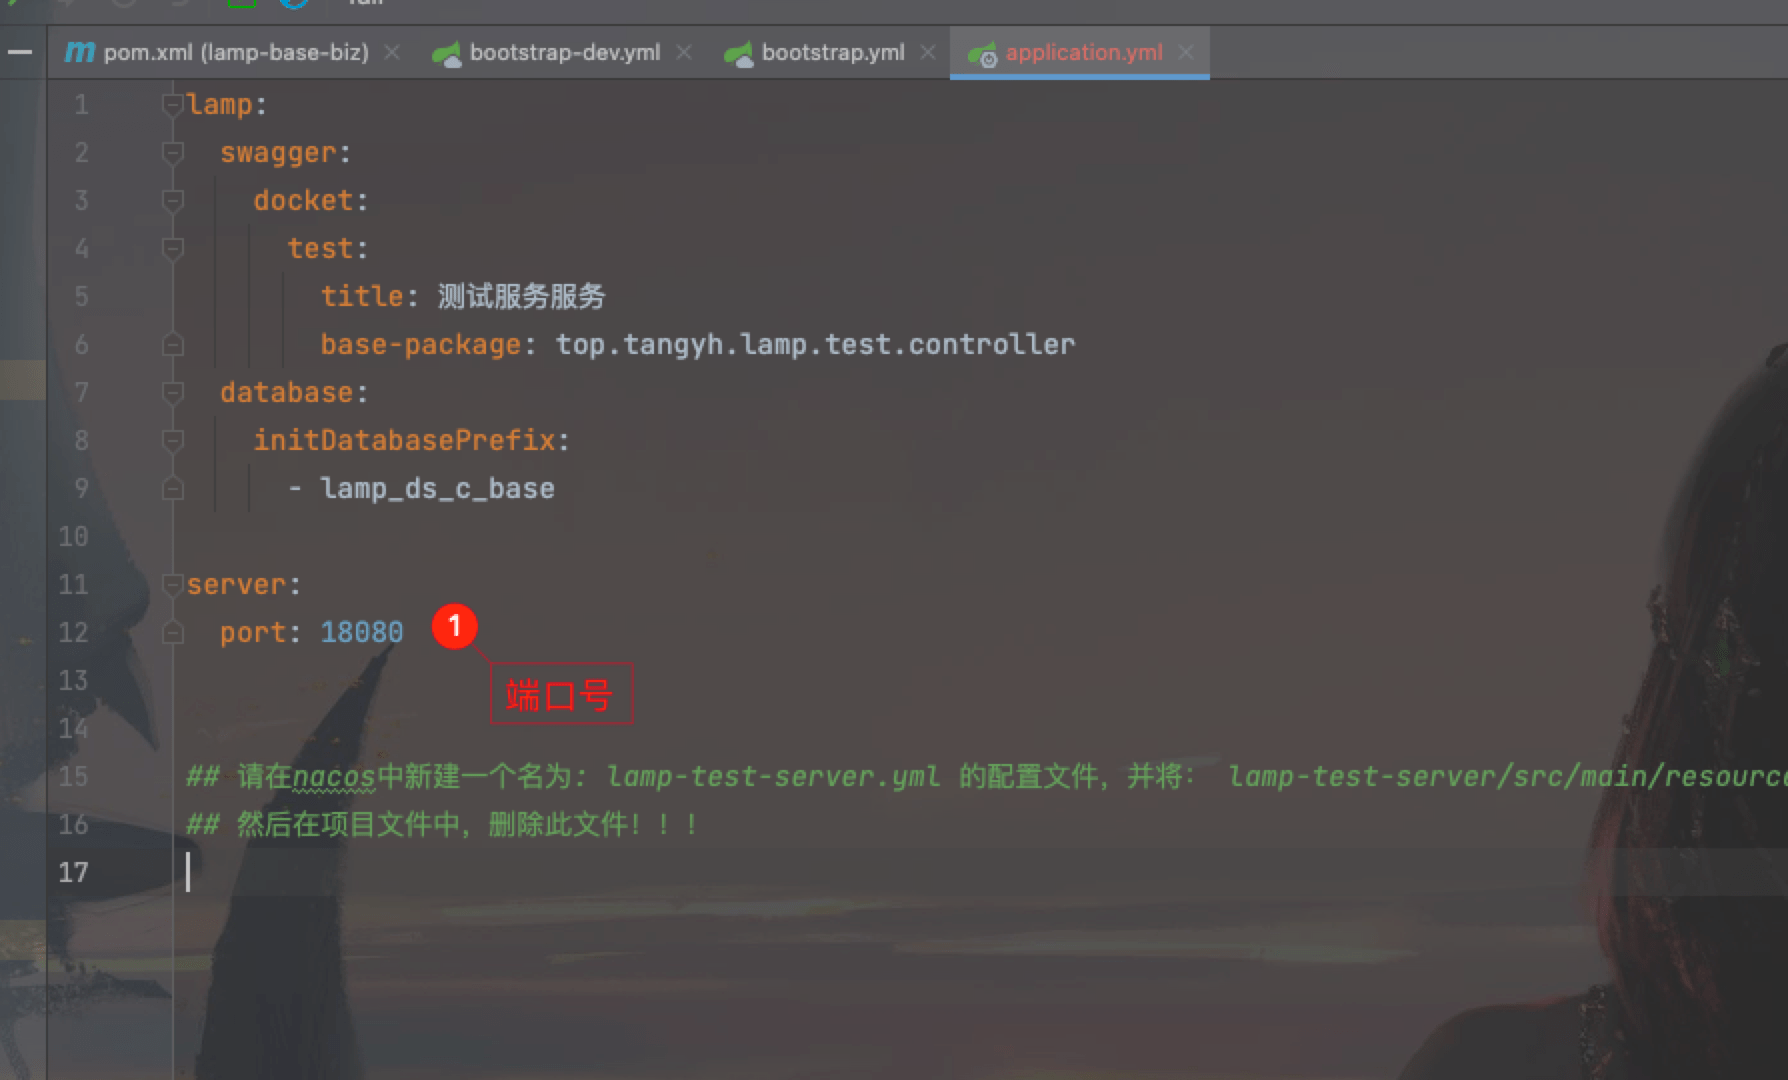 pom.xml (lamp-base-biz)
bootstrap-dev.yml
bootstrap.yml
application.yml
1 lamp:
2 swagger:
3 docket:
4 test:
5 title: 测试服务服务
6 base-package: top.tangyh.lamp.test.controller
7 database:
8 initDatabasePrefix:
9 - lamp_ds_c_base
10
11 server:
12 port: 18080
1
端口号
13
14
15 ## 请在nacos中新建一个名为: lamp-test-server.yml 的配置文件，并将： lamp-test-server/src/main/resource
16 ## 然后在项目文件中，删除此文件！！！
17